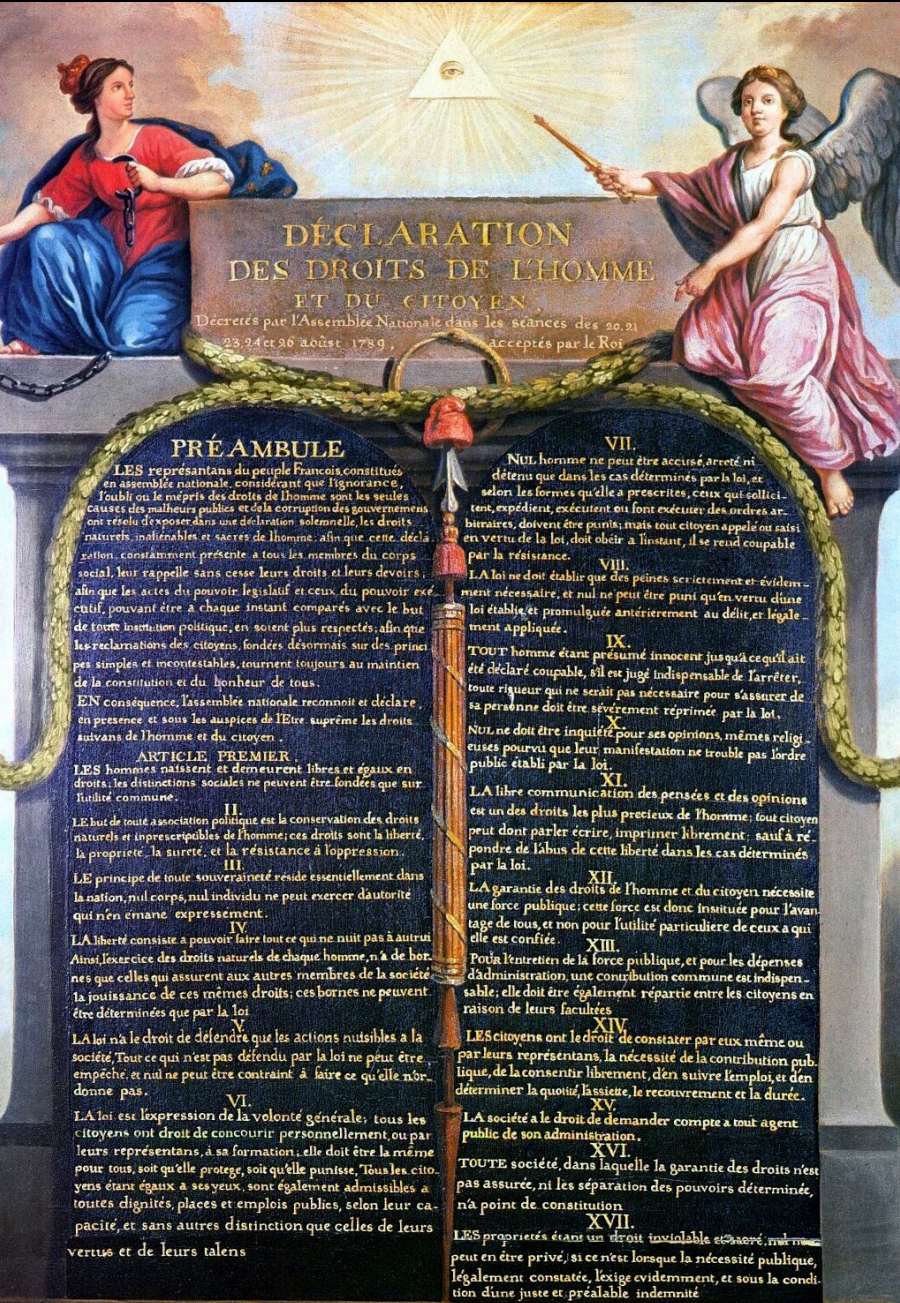 DÉCLARATION
DES DROITS DE L'HOMME
ET DU CITOYEN,
Décretés par l'Assemblée Nationale dans les séances des 20, 21
23, 24 et 26 aoûst 1789, acceptés par le Roi
PRÉAMBULE
LES représantans du peuple François, constitués
en assemblée nationale, considérant que l'ignorance,
l'oubli ou le mépris des droits de l'homme sont les seules
causes des malheurs publics et de la corruption des gouvernemens
ont résolu d'exposer dans une déclaration solemnelle, les droits
naturels, inaliénables et sacrés de l'homme: afin que cette décla
ration, constamment présente a tous les membres du corps
social, leur rappelle sans cesse leurs droits et leurs devoirs;
afin que les actes du pouvoir législatif et ceux du pouvoir exé
cutif, pouvant être a chaque instant comparés avec le but
de toute institution politique, en soient plus respectés; afin que
les reclamations des citoyens, fondées désormais sur des princi
pes simples et incontestables, tournent toujours au maintien
de la constitution et du bonheur de tous.
EN conséquence, l'assemblée nationale reconnoit et déclare,
en presence et sous les auspices de l'Etre suprême les droits
suivans de l'homme et du citoyen.
ARTICLE PREMIER.
LES hommes naissent et demeurent libres et égaux en
droits; les distinctions sociales ne peuvent être fondées que sur
l'utilité commune.
II.
LE but de toute association politique est la conservation des droits
naturels et inprescriptibles de l'homme; ces droits sont la liberté,
la propriete, la sureté, et la résistance à l'oppression.
III.
LE principe de toute souveraineté réside essentiellement dans
la nation, nul corps, nul individu ne peut exercer d'autorité
qui n'en émane expressement.
IV.
LA liberté consiste a pouvoir faire tout ce qui ne nuit pas à autrui
Ainsi, l'exercice des droits naturels de chaque homme, n'a de bor-
nes que celles qui assurent aux autres membres de la société
la jouissance de ces mêmes droits; ces bornes ne peuvent
être déterminées que par la loi
V.
LA loi n'a le droit de défendre que les actions nuisibles a la
société, Tout ce qui n'est pas défendu par la loi ne peut être
empêché, et nul ne peut être contraint à faire ce qu'elle n'or-
donne pas.
VI.
LA loi est l'expression de la volonté générale; tous les
citoyens ont droit de concourir personnellement, ou par
leurs représentans, à sa formation; elle doit être la même
pour tous, soit qu'elle protege, soit qu'elle punisse, Tous les cito-
yens étant égaux à ses yeux, sont également admissibles a
toutes dignités, places et emplois publics, selon leur ca-
pacité, et sans autres distinction que celles de leurs
vertus et de leurs talens
VII.
NUL homme ne peut être accusé, arreté, ni
détenu que dans les cas déterminés par la loi, et
selon les formes qu'elle a prescrites, ceux qui sollici-
tent, expédient, exécutent ou font exécuter des ordres ar-
bitraires, doivent être punis; mais tout citoyen appelé ou saisi
en vertu de la loi, doit obéir a l'instant, il se rend coupable
par la résistance.
VIII.
LA loi ne doit établir que des peines strictement et évidem-
ment nécessaire, et nul ne peut être puni qu'en vertu d'une
loi établie et promulguée antérierement au délit, et légale-
ment appliquée.
IX.
TOUT homme étant présumé innocent jusqu'a ce qu'il ait
été déclaré coupable, s'il est jugé indispensable de l'arrêter,
toute rigueur qui ne serait pas nécessaire pour s'assurer de
sa personne doit être sévèrement réprimée par la loi.
X.
NUL ne doit être inquiété pour ses opinions, mêmes religi-
euses pourvu que leur manifestation ne trouble pas l'ordre
public établi par la loi.
XI.
LA libre communication des pensées et des opinions
est un des droits les plus precieux de l'homme; tout citoyen
peut dont parler écrire, imprimer librement; sauf à ré-
pondre de l'abus de cette liberté dans les cas déterminés
par la loi.
XII.
LA garantie des droits de l'homme et du citoyen nécessite
une force publique; cette force est donc instituée pour l'avan-
tage de tous, et non pour l'utilité particuliere de ceux a qui
elle est confiée.
XIII.
POUR l'entretien de la force publique, et pour les dépenses
d'administration, une contribution commune est indispen-
sable; elle doit être également répartie entre les citoyens en
raison de leurs facultées
XIV.
LES citoyens ont le droit de constater par eux même ou
par leurs représentans, la nécessité de la contribution pub-
lique, de la consentir librement, d'en suivre l'emploi, et d'en
déterminer la quotité, l'assiette, le recouvrement et la durée.
XV.
LA société a le droit de demander compte a tout agent
public de son administration.
XVI.
TOUTE société, dans laquelle la garantie des droits n'est
pas assurée, ni les séparation des pouvoirs déterminée,
n'a point de constitution
XVII.
LES proprietés étant un droit inviolable et sacré, nul ne
peut en être privé, si ce n'est lorsque la nécessité publique,
légalement constatée, l'exige evidemment, et sous la condi-
tion d'une juste et préalable indemnité